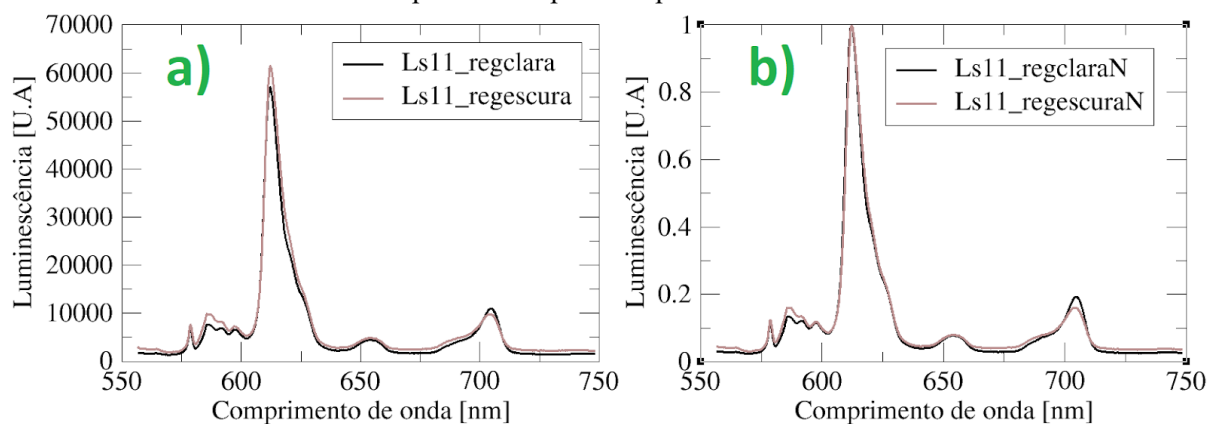 a)
Luminescência [U.A]
70000
60000
50000
40000
30000
20000
10000
0
Ls11_regclara
Ls11_regescura
550
600
650
700
750
Comprimento de onda [nm]
b)
Luminescência [U.A]
1
0.8
0.6
0.4
0.2
0
Ls11_regclaraN
Ls11_regescuraN
550
600
650
700
750
Comprimento de onda [nm]